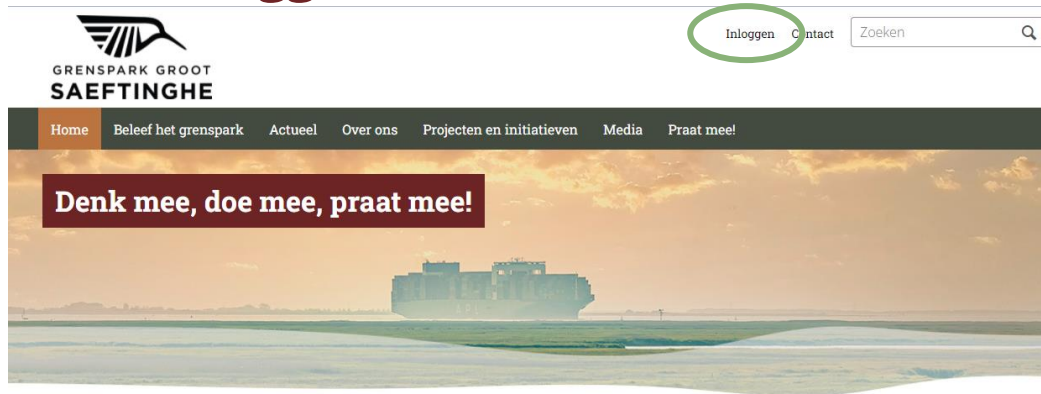 Inloggen Contact Zoeken
GRENSPARK GROOT
SAEFTINGHE
Home Beleef het grenspark Actueel Over ons Projecten en initiatieven Media Praat mee!
Denk mee, doe mee, praat mee!